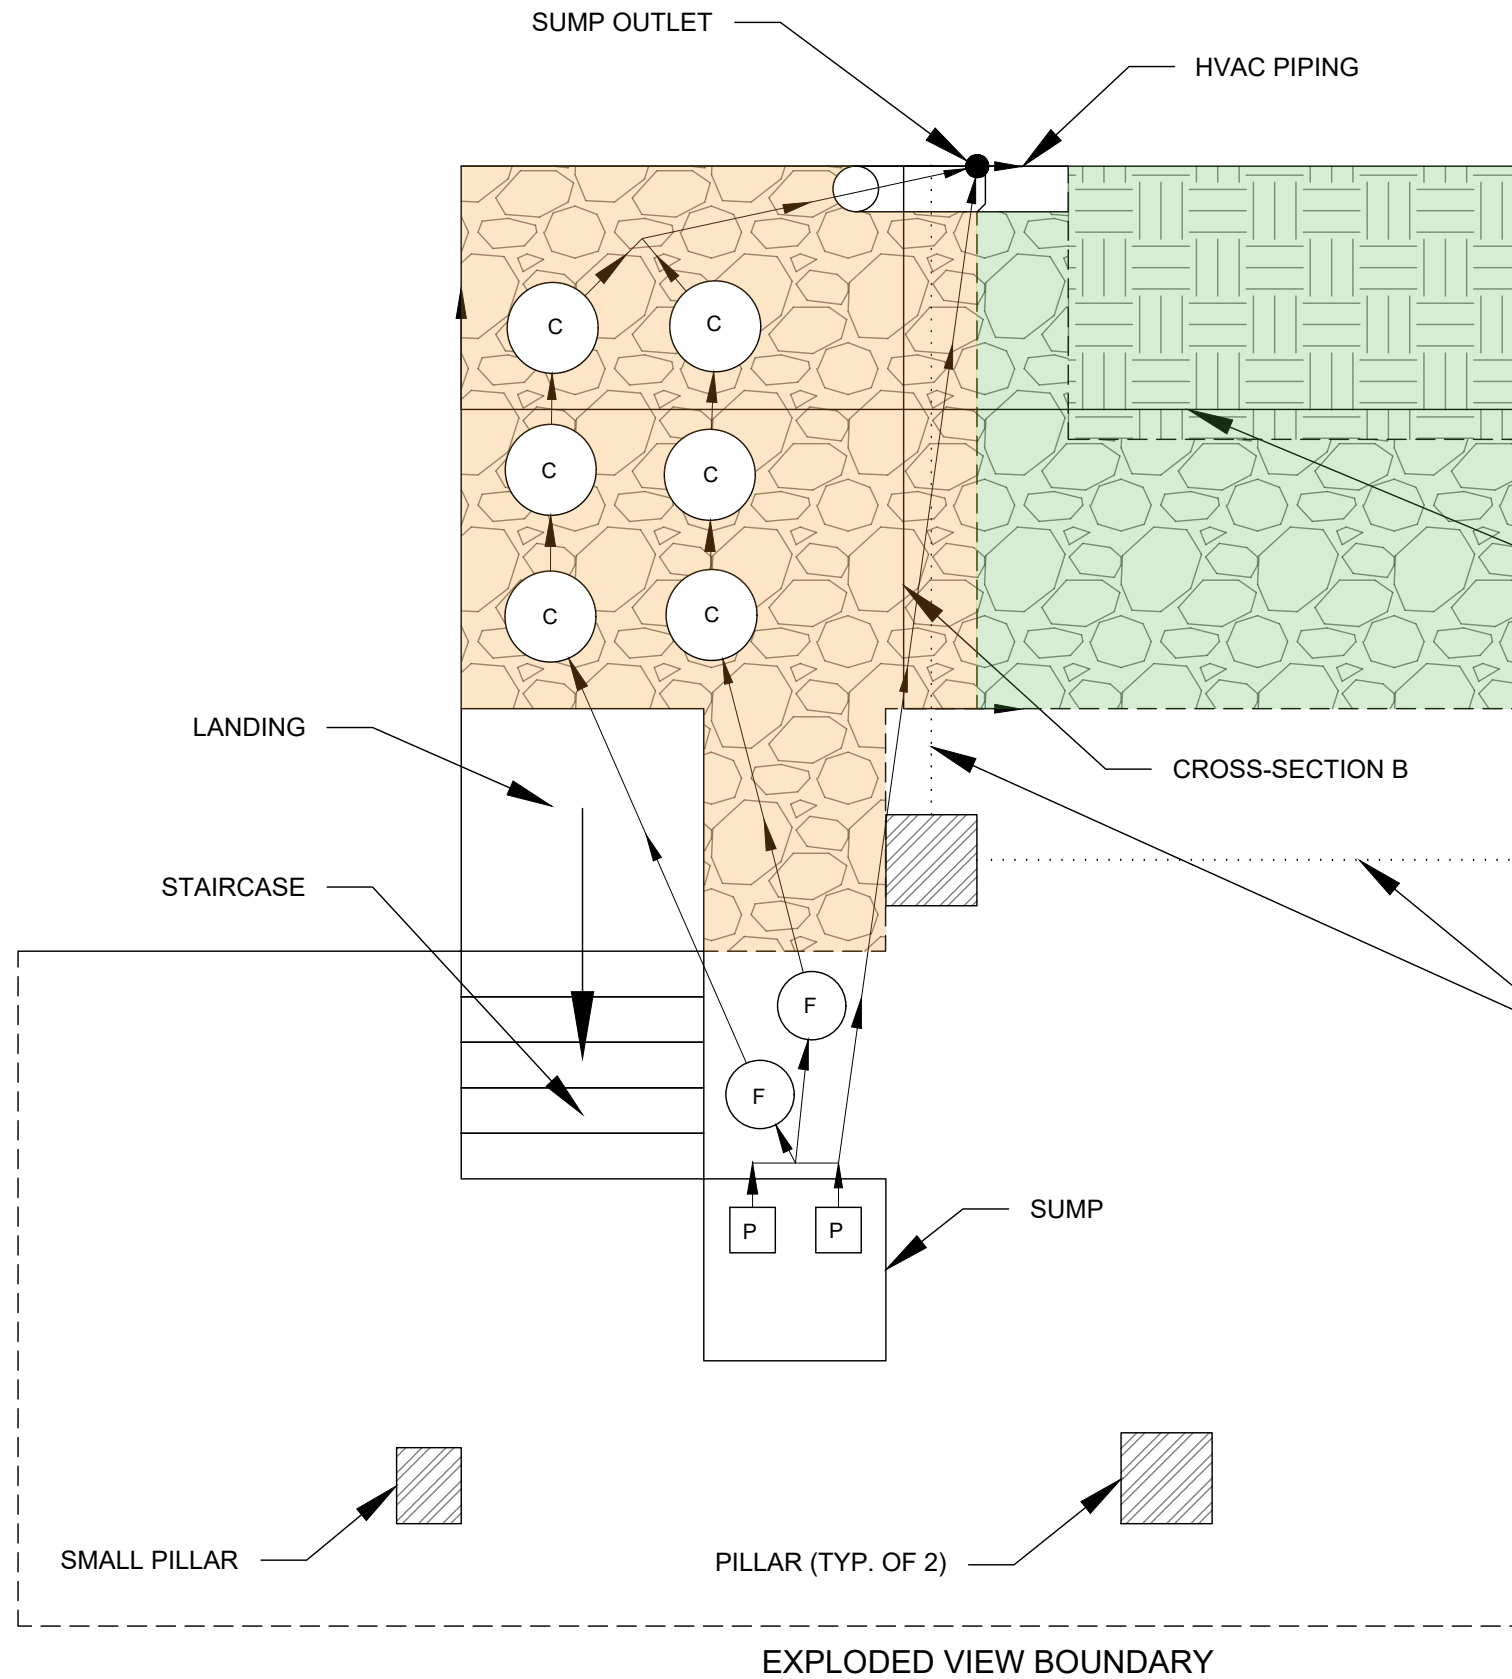 SUMP OUTLET
HVAC PIPING
C
C
C
C
C
C
LANDING
CROSS-SECTION B
STAIRCASE
F
F
P
P
SUMP
SMALL PILLAR
PILLAR (TYP. OF 2)
EXPLODED VIEW BOUNDARY